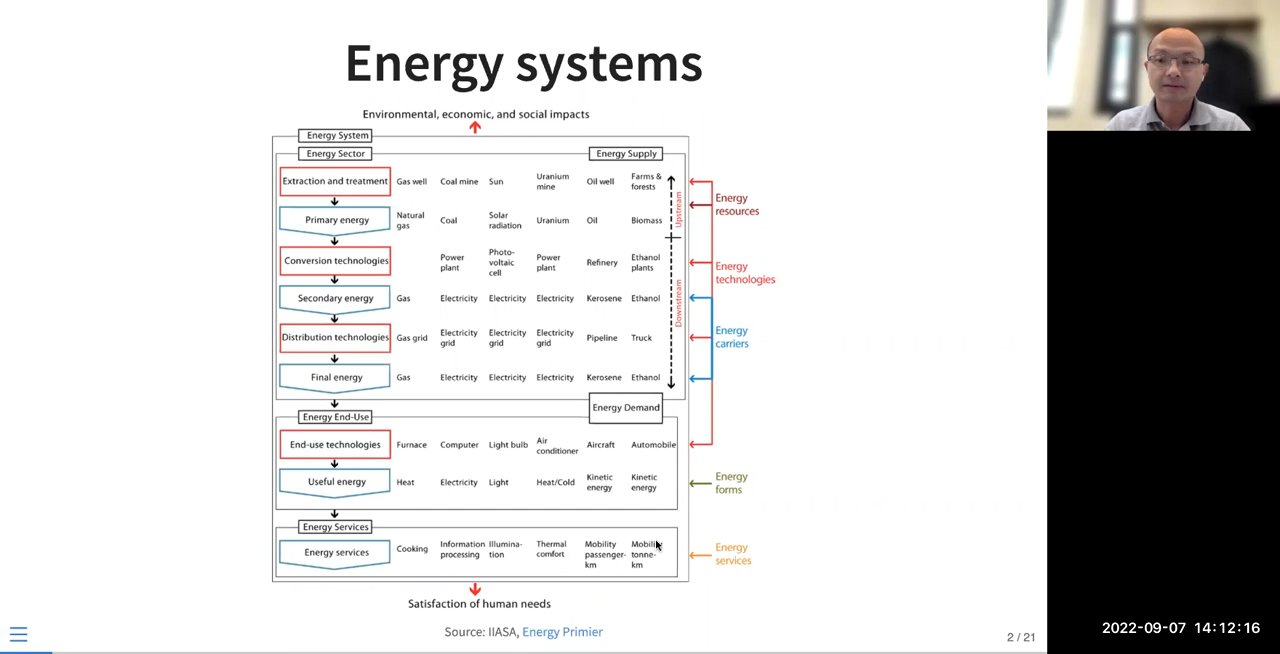 Energy systems
Environmental, economic, and social impacts
Energy System
Energy Sector
Energy Supply
Extraction and treatment
Gas well
Coal mine
Sun
Uranium
mine
Oil well
Farms &
forests
Primary energy
Natural
gas
Coal
Solar
radiation
Uranium
Oil
Biomass
Upstream
Energy
resources
Conversion technologies
Power
plant
Photo-
voltaic
cell
Power
plant
Refinery
Ethanol
plants
Energy
technologies
Secondary energy
Gas
Electricity
Electricity
Electricity
Kerosene
Ethanol
Downstream
Distribution technologies
Gas grid
Electricity
grid
Electricity
grid
Electricity
grid
Pipeline
Truck
Energy
carriers
Final energy
Gas
Electricity
Electricity
Electricity
Kerosene
Ethanol
Energy Demand
Energy End-Use
End-use technologies
Furnace
Computer
Light bulb
Air
conditioner
Aircraft
Automobile
Useful energy
Heat
Electricity
Light
Heat/Cold
Kinetic
energy
Kinetic
energy
Energy
forms
Energy Services
Energy services
Cooking
Information
processing
Illumina-
tion
Thermal
comfort
Mobility
passenger-
km
Mobility
tonne-
km
Energy
services
Satisfaction of human needs
Source: IIASA, Energy Primier
2 / 21
2022-09-07 14:12:16